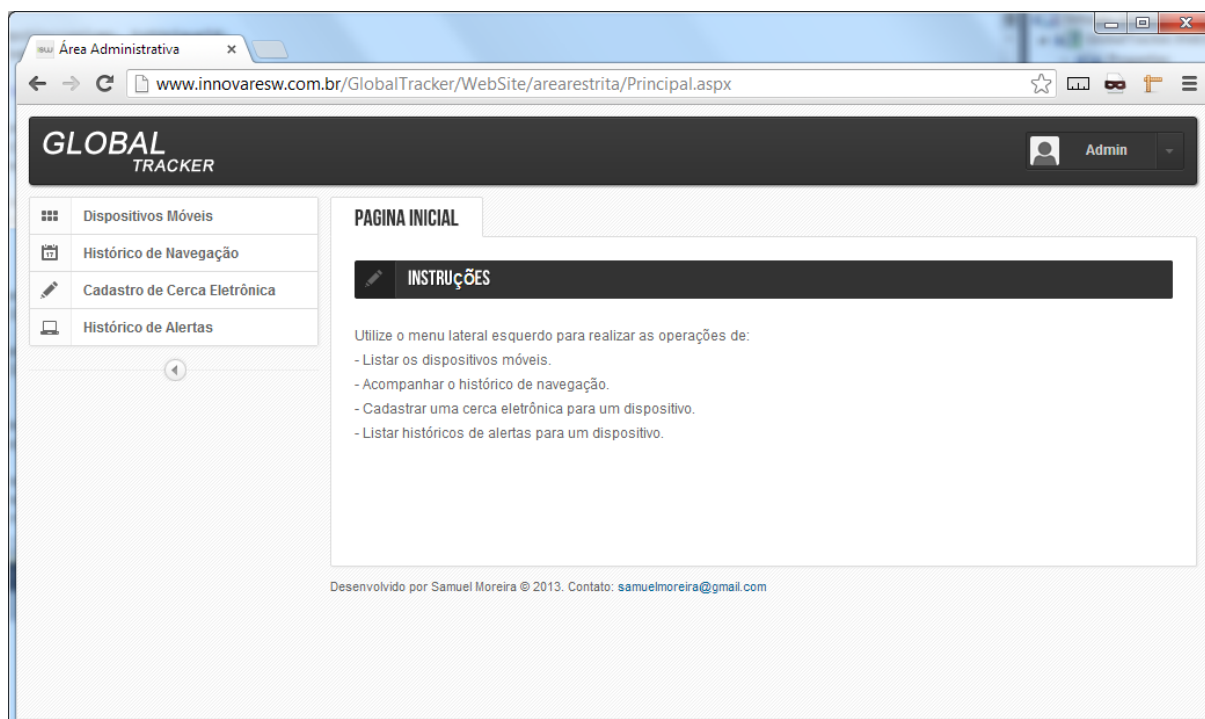 Área Administrativa
www.innovaresw.com.br/GlobalTracker/WebSite/arearestrita/Principal.aspx
GLOBAL
TRACKER
Admin
Dispositivos Móveis
Histórico de Navegação
Cadastro de Cerca Eletrônica
Histórico de Alertas
PAGINA INICIAL
INSTRUÇÕES
Utilize o menu lateral esquerdo para realizar as operações de:
- Listar os dispositivos móveis.
- Acompanhar o histórico de navegação.
- Cadastrar uma cerca eletrônica para um dispositivo.
- Listar históricos de alertas para um dispositivo.
Desenvolvido por Samuel Moreira © 2013. Contato: samuelmoreira@gmail.com